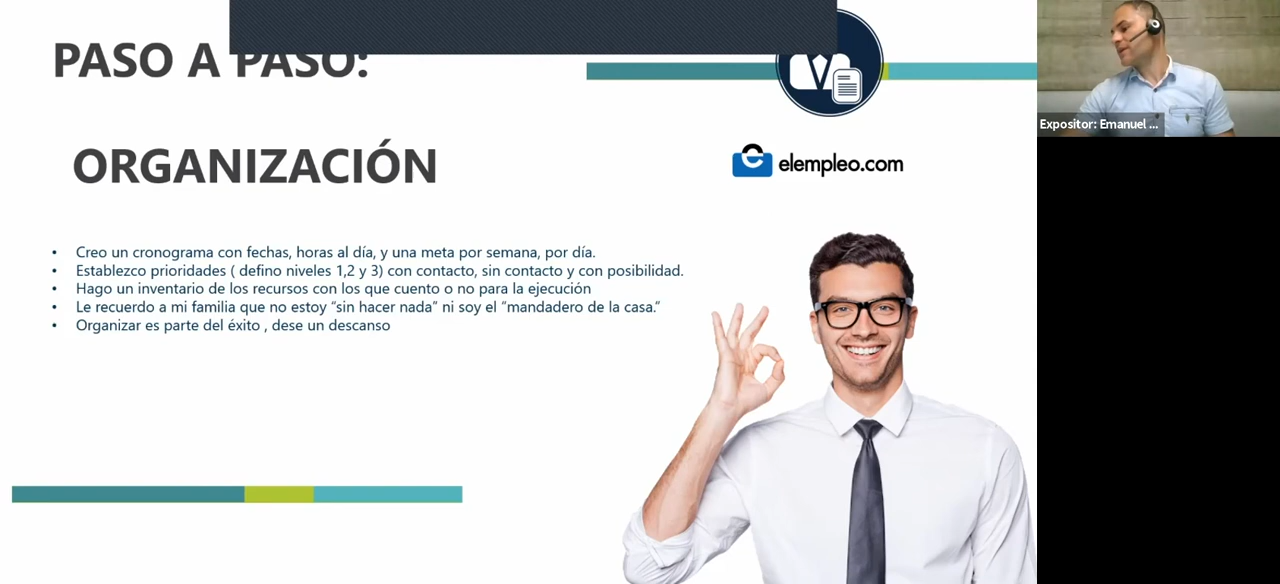 PASO A PASO:
ORGANIZACIÓN
elempleo.com
• Creo un cronograma con fechas, horas al día, y una meta por semana, por día.
• Establezco prioridades ( defino niveles 1,2 y 3) con contacto, sin contacto y con posibilidad.
• Hago un inventario de los recursos con los que cuento o no para la ejecución
• Le recuerdo a mi familia que no estoy “sin hacer nada” ni soy el “mandadero de la casa.”
• Organizar es parte del éxito , dese un descanso
Expositor: Emanuel ...